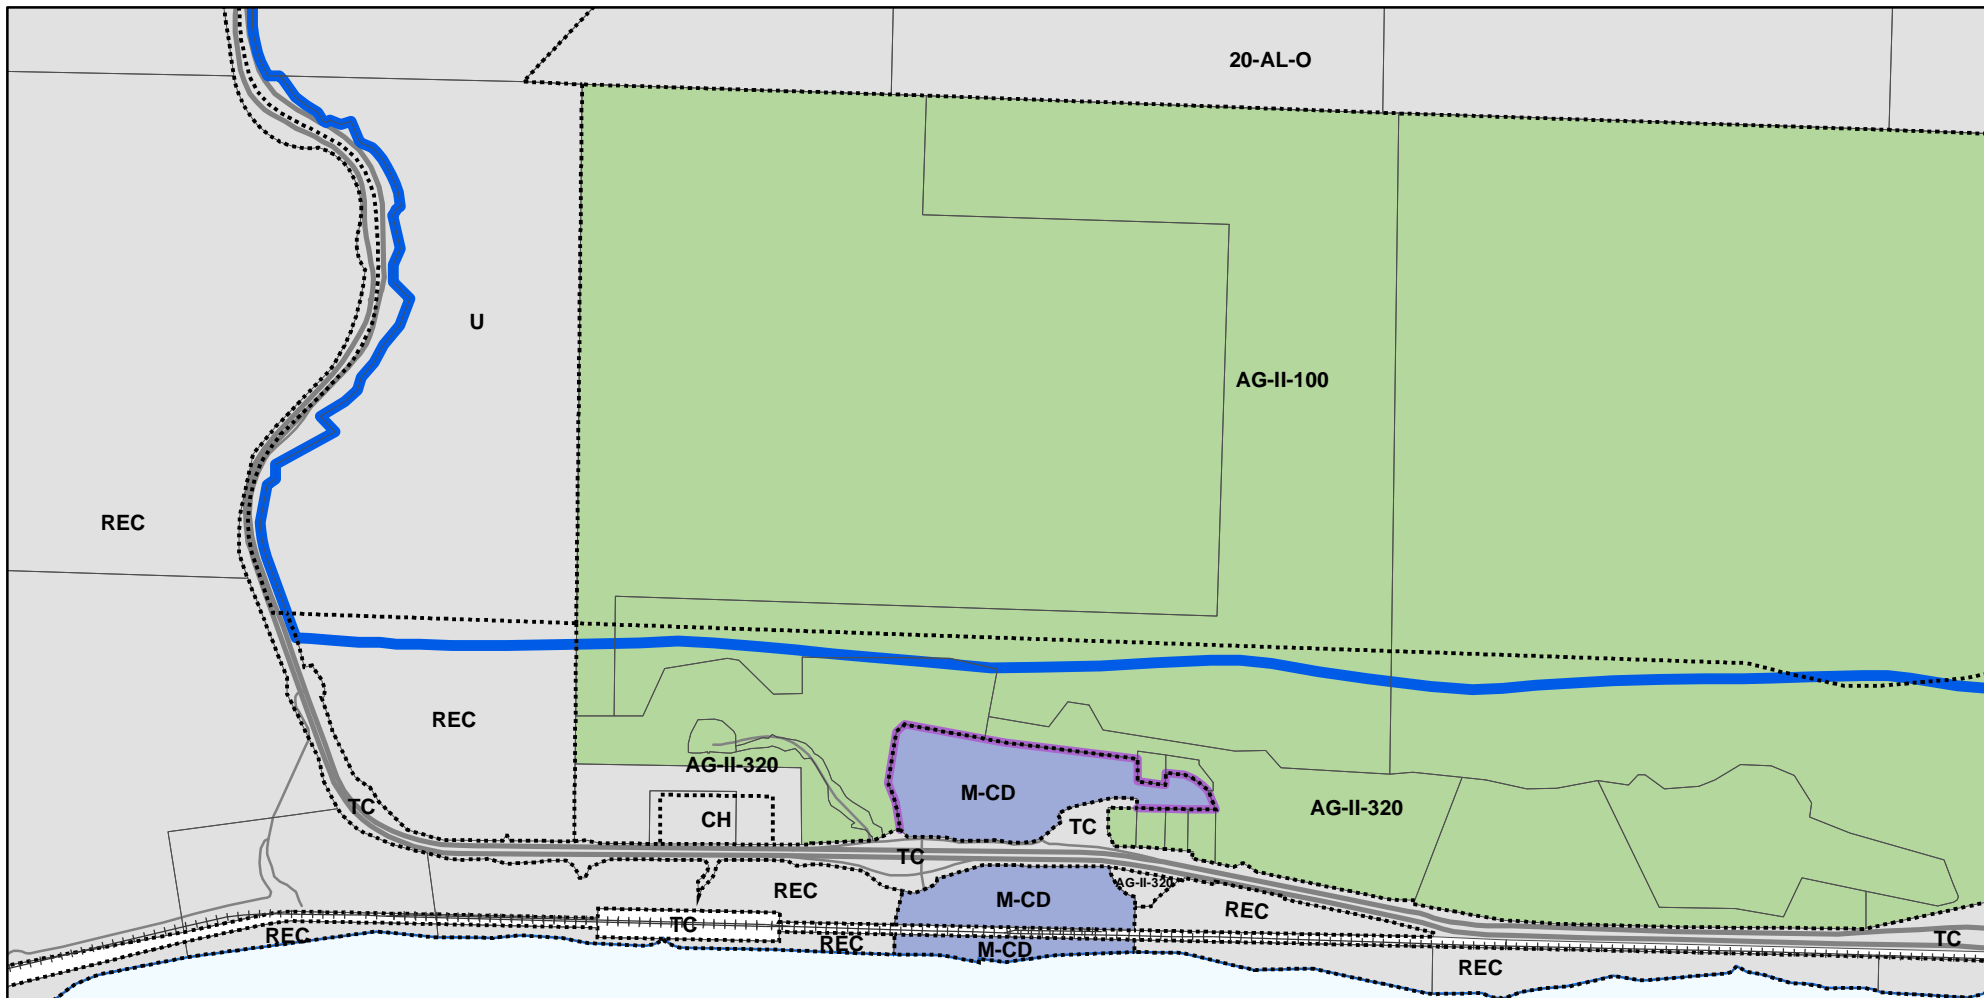 20-AL-O
U
AG-II-100
REC
REC
AG-II-320
M-CD
TC
AG-II-320
CH
TC
TC
AG-II-320
REC
M-CD
REC
TC
REC
REC
M-CD
TC
REC